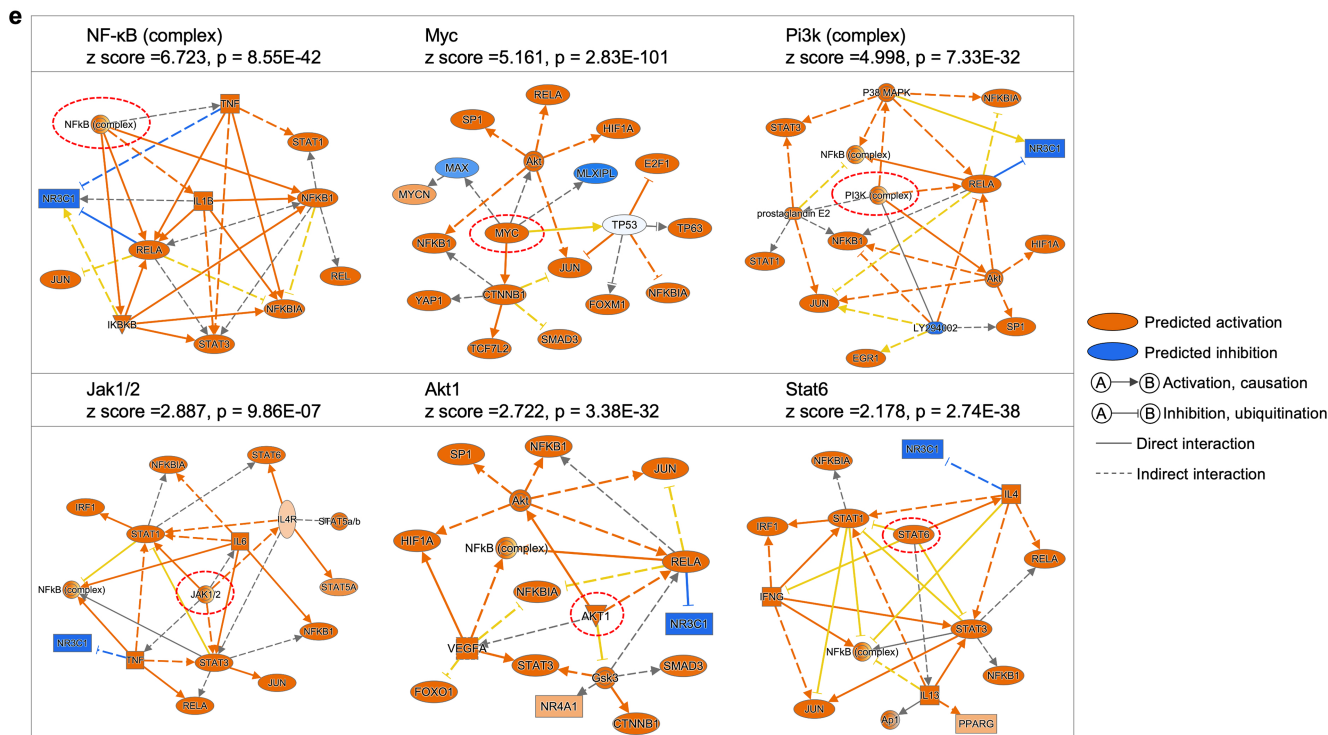 e
NF-κB (complex)
z score =6.723, p = 8.55E-42
Myc
z score =5.161, p = 2.83E-101
Pi3k (complex)
z score =4.998, p = 7.33E-32
TNF
NFkB (complex)
STAT1
NR3C1
IL1B
NFKB1
RELA
JUN
REL
IKBKB
NFKBIA
STAT3
RELA
SP1
HIF1A
Akt
MAX
MLXIPL
E2F1
MYCN
MYC
TP53
TP63
NFKB1
JUN
YAP1
CTNNB1
FOXM1
NFKBIA
TCF7L2
SMAD3
P38 MAPK
NFKBIA
STAT3
NFkB (complex)
NR3C1
RELA
PI3K (complex)
prostaglandin E2
NFKB1
HIF1A
STAT1
Akt
JUN
LY294002
SP1
EGR1
Predicted activation
Predicted inhibition
A B Activation, causation
A B Inhibition, ubiquitination
Direct interaction
Indirect interaction
Jak1/2
z score =2.887, p = 9.86E-07
Akt1
z score =2.722, p = 3.38E-32
Stat6
z score =2.178, p = 2.74E-38
STAT6
NFKBIA
IRF1
IL4R
STAT5a/b
STAT1
IL6
NFkB (complex)
JAK1/2
STAT5A
NR3C1
NFKB1
TNF
STAT3
JUN
RELA
SP1
NFKB1
JUN
Akt
HIF1A
NFkB (complex)
RELA
NFKBIA
AKT1
NR3C1
VEGFA
STAT3
Gsk3
SMAD3
FOXO1
NR4A1
CTNNB1
NR3C1
NFKBIA
IL4
IRF1
STAT1
STAT6
RELA
IFNG
STAT3
NFkB (complex)
NFKB1
JUN
IL13
Ap1
PPARG